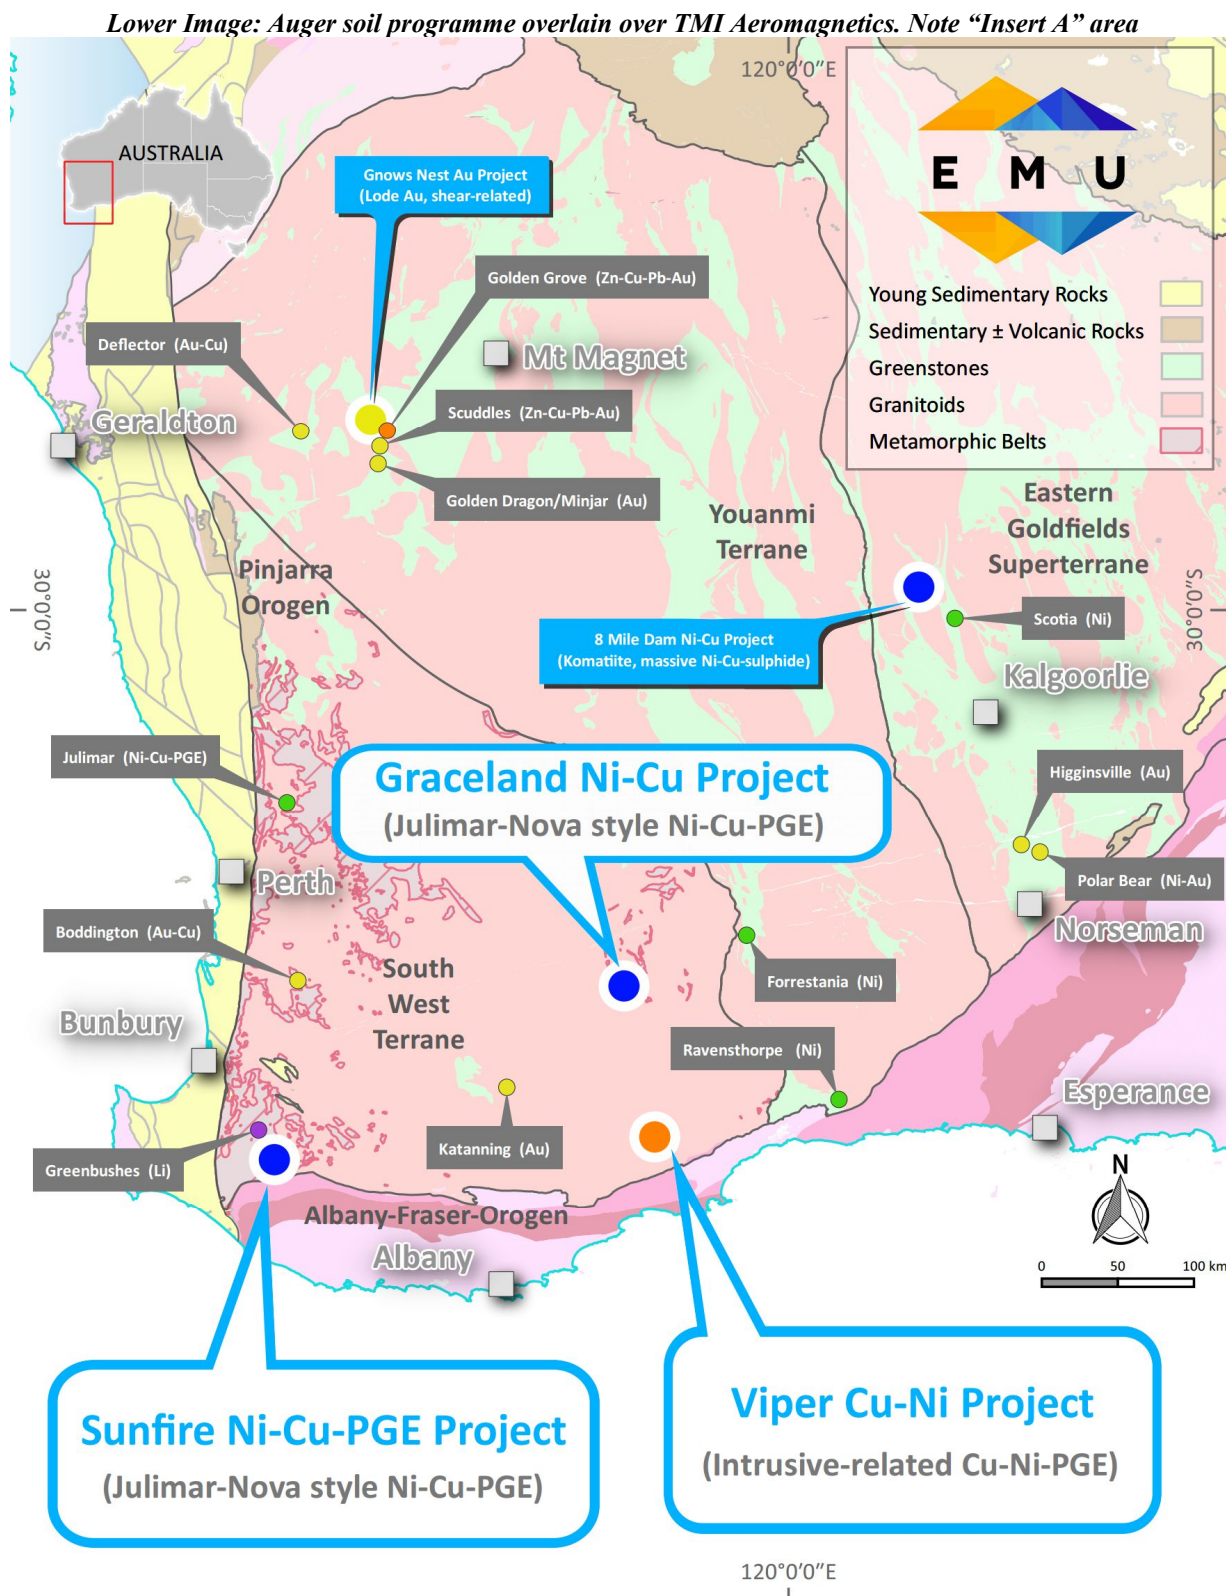 Lower Image: Auger soil programme overlain over TMI Aeromagnetics. Note “Insert A” area
120°0'0"E
AUSTRALIA
EMU
Gnows Nest Au Project
(Lode Au, shear-related)
Golden Grove (Zn-Cu-Pb-Au)
Young Sedimentary Rocks
Sedimentary ± Volcanic Rocks
Greenstones
Granitoids
Metamorphic Belts
Deflector (Au-Cu)
Mt Magnet
Geraldton
Scuddles (Zn-Cu-Pb-Au)
Golden Dragon/Minjar (Au)
Youanmi
Terrane
Eastern
Goldfields
Superterrane
Pinjarra
Orogen
30°0'0"S
30°0'0"S
8 Mile Dam Ni-Cu Project
(Komatiite, massive Ni-Cu-sulphide)
Scotia (Ni)
Kalgoorlie
Julimar (Ni-Cu-PGE)
Graceland Ni-Cu Project
(Julimar-Nova style Ni-Cu-PGE)
Higginsville (Au)
Perth
Polar Bear (Ni-Au)
Norseman
Boddington (Au-Cu)
South
West
Terrane
Forrestania (Ni)
Bunbury
Ravensthorpe (Ni)
Esperance
Katanning (Au)
Greenbushes (Li)
N
Albany-Fraser-Orogen
Albany
0 50 100 km
Sunfire Ni-Cu-PGE Project
(Julimar-Nova style Ni-Cu-PGE)
Viper Cu-Ni Project
(Intrusive-related Cu-Ni-PGE)
120°0'0"E